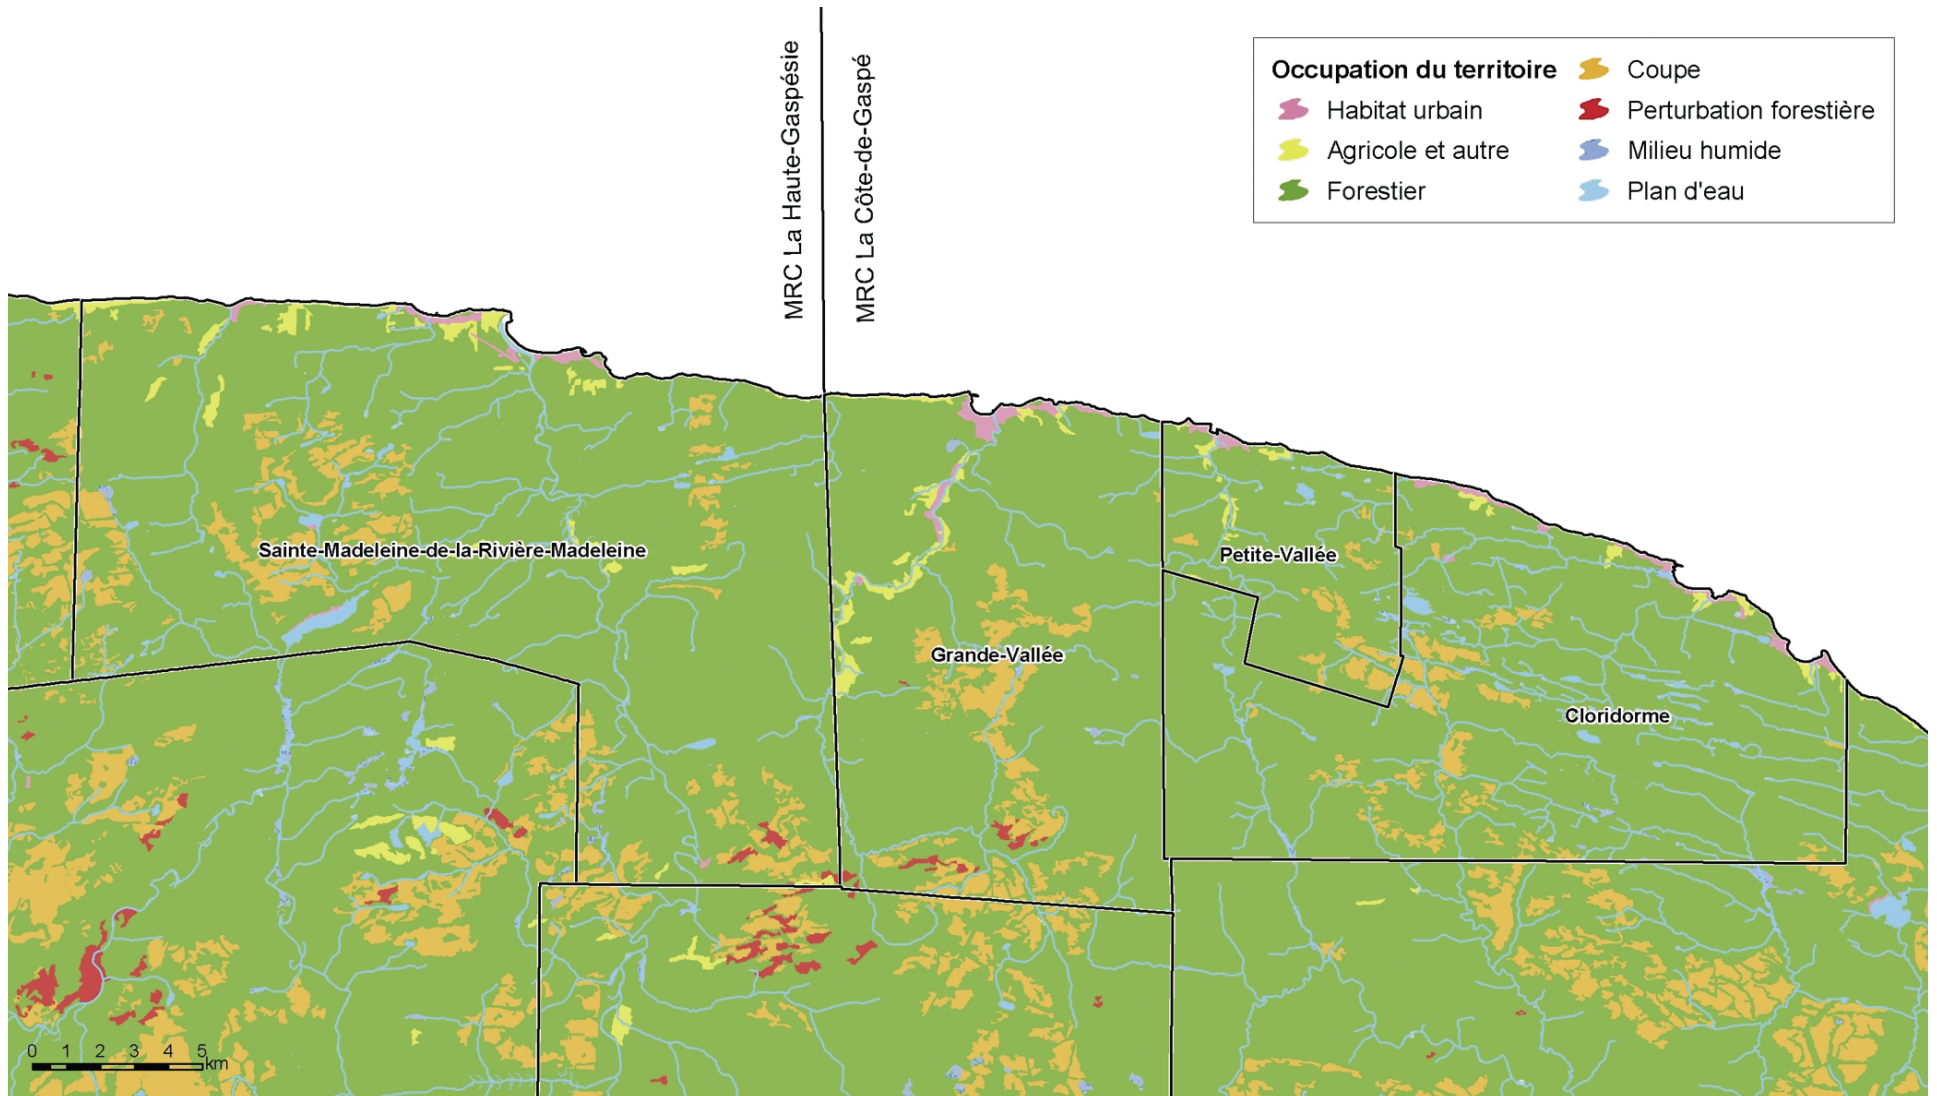 MRC La Haute-Gaspésie
MRC La Côte-de-Gaspé
Occupation du territoire
Habitat urbain
Agricole et autre
Forestier
Coupe
Perturbation forestière
Milieu humide
Plan d'eau
Sainte-Madeleine-de-la-Rivière-Madeleine
Petite-Vallée
Grande-Vallée
Cloridorme
0 1 2 3 4 5
km